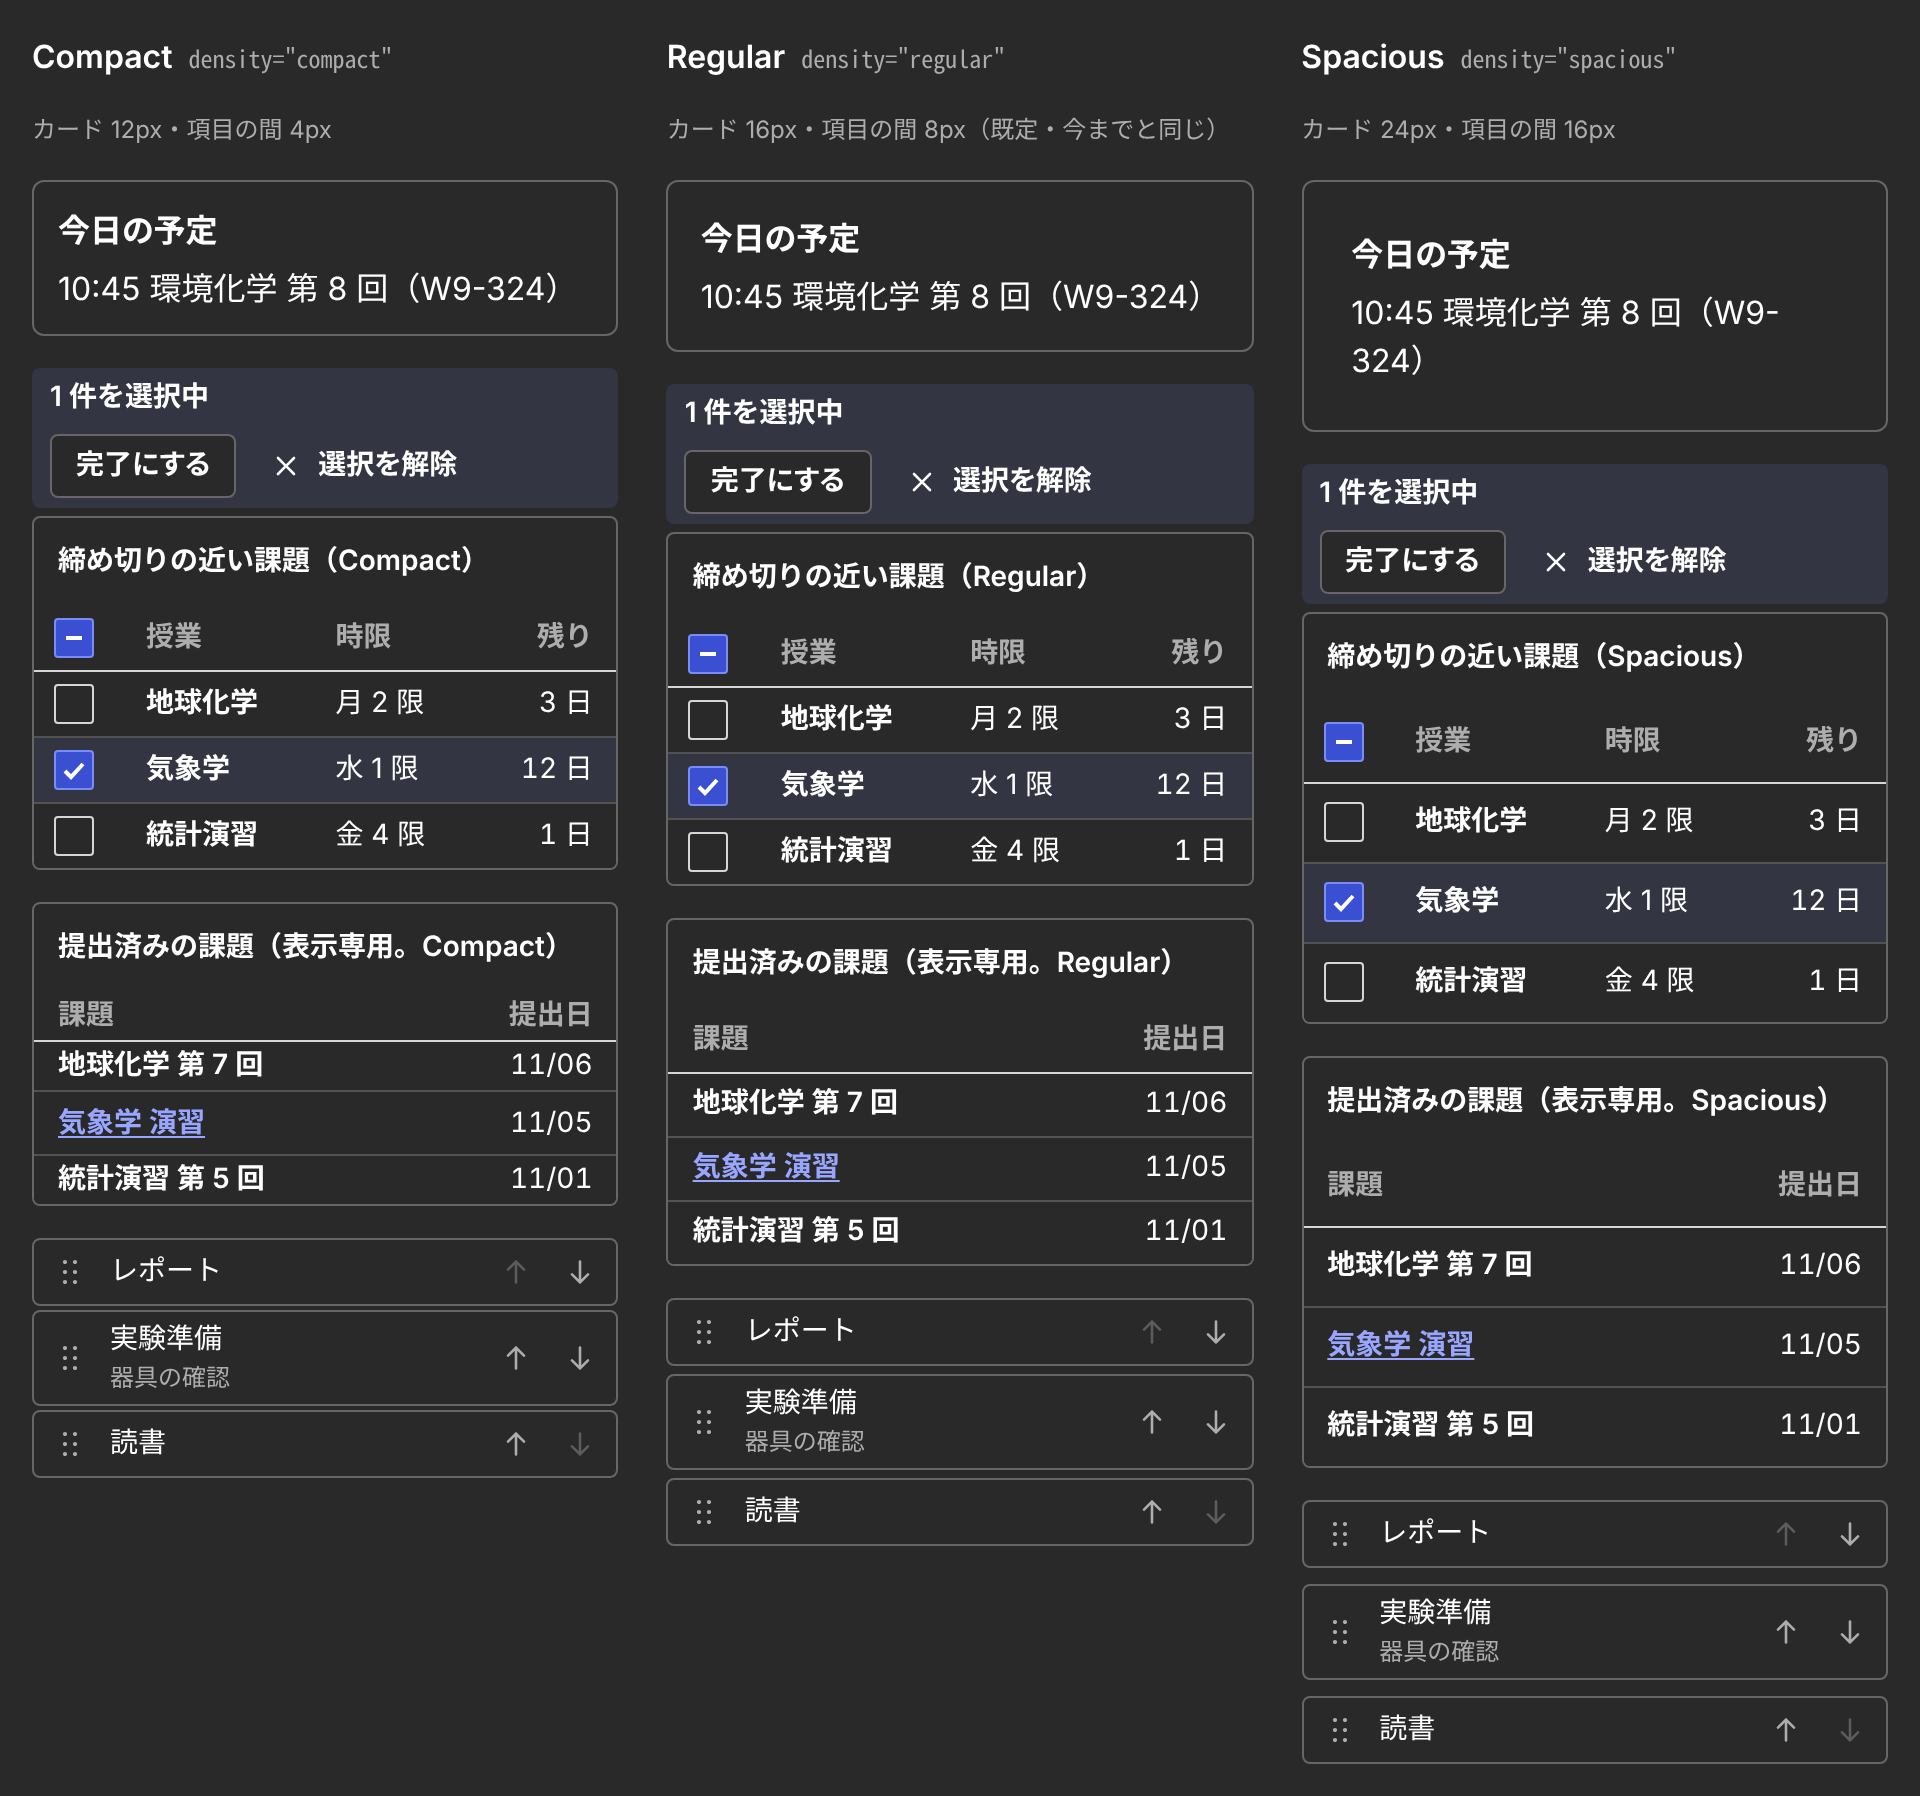 Compact density="compact"
カード 12px・項目の間 4px
今日の予定
10:45 環境化学 第 8 回（W9-324）
1 件を選択中
完了にする × 選択を解除
締め切りの近い課題（Compact）
授業 時限 残り
地球化学 月 2 限 3 日
気象学 水 1 限 12 日
統計演習 金 4 限 1 日
提出済みの課題（表示専用。Compact）
課題 提出日
地球化学 第 7 回 11/06
気象学 演習 11/05
統計演習 第 5 回 11/01
レポート ↑ ↓
実験準備 ↑ ↓
器具の確認
読書 ↑ ↓
Regular density="regular"
カード 16px・項目の間 8px（既定・今までと同じ）
今日の予定
10:45 環境化学 第 8 回（W9-324）
1 件を選択中
完了にする × 選択を解除
締め切りの近い課題（Regular）
授業 時限 残り
地球化学 月 2 限 3 日
気象学 水 1 限 12 日
統計演習 金 4 限 1 日
提出済みの課題（表示専用。Regular）
課題 提出日
地球化学 第 7 回 11/06
気象学 演習 11/05
統計演習 第 5 回 11/01
レポート ↑ ↓
実験準備 ↑ ↓
器具の確認
読書 ↑ ↓
Spacious density="spacious"
カード 24px・項目の間 16px
今日の予定
10:45 環境化学 第 8 回（W9-
324）
1 件を選択中
完了にする × 選択を解除
締め切りの近い課題（Spacious）
授業 時限 残り
地球化学 月 2 限 3 日
気象学 水 1 限 12 日
統計演習 金 4 限 1 日
提出済みの課題（表示専用。Spacious）
課題 提出日
地球化学 第 7 回 11/06
気象学 演習 11/05
統計演習 第 5 回 11/01
レポート ↑ ↓
実験準備 ↑ ↓
器具の確認
読書 ↑ ↓